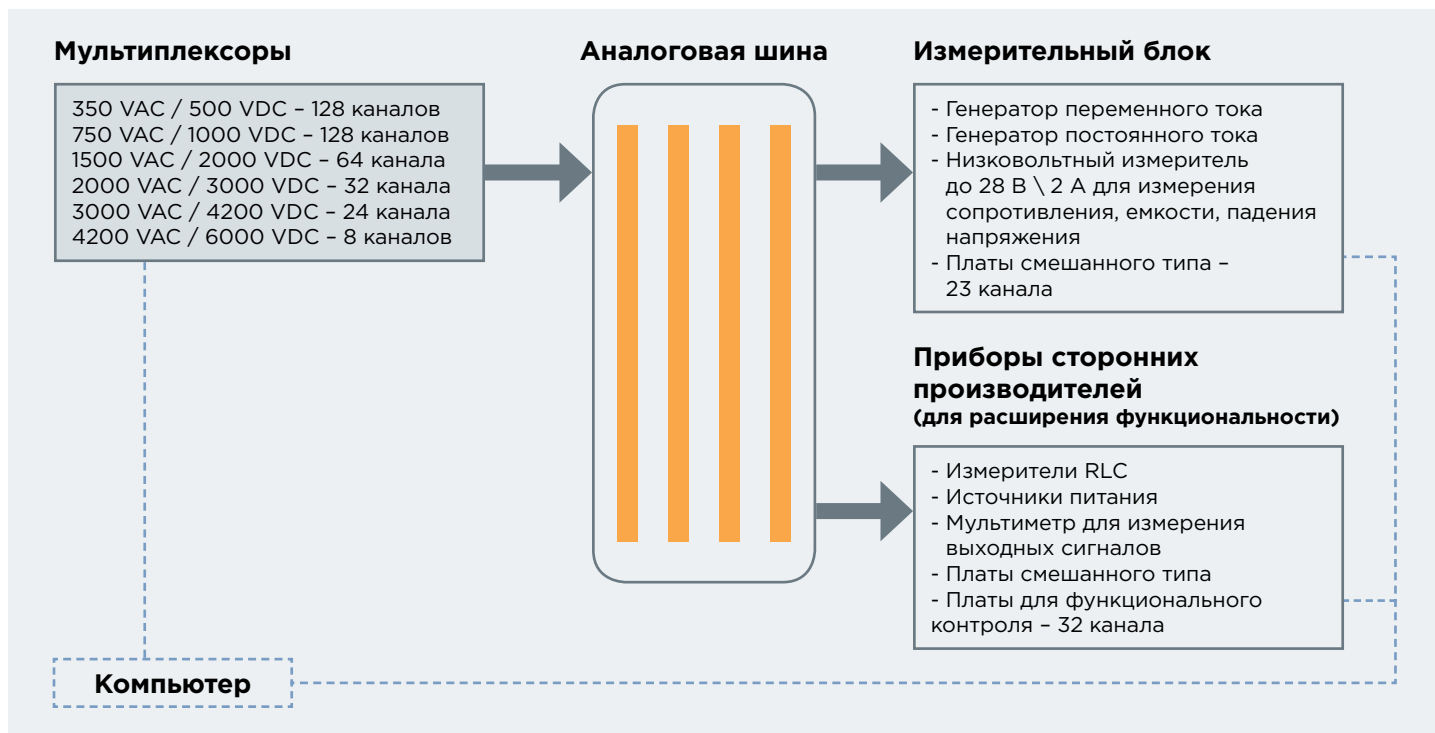 Мультиплексоры
350 VAC / 500 VDC – 128 каналов
750 VAC / 1000 VDC – 128 каналов
1500 VAC / 2000 VDC – 64 канала
2000 VAC / 3000 VDC – 32 канала
3000 VAC / 4200 VDC – 24 канала
4200 VAC / 6000 VDC – 8 каналов
Аналоговая шина
Измерительный блок
- Генератор переменного тока
- Генератор постоянного тока
- Низковольтный измеритель
до 28 В \ 2 А для измерения
сопротивления, емкости, падения
напряжения
- Платы смешанного типа –
23 канала
Приборы сторонних
производителей
(для расширения функциональности)
- Измерители RLC
- Источники питания
- Мультиметр для измерения
выходных сигналов
- Платы смешанного типа
- Платы для функционального
контроля – 32 канала
Компьютер